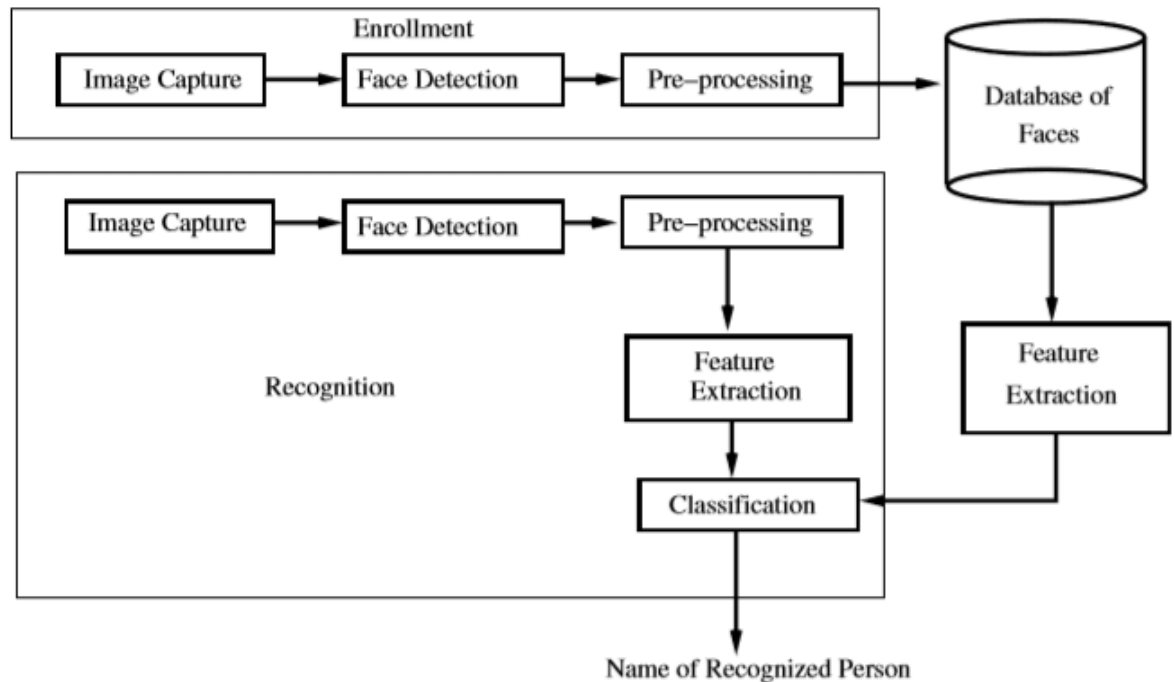 Enrollment
Image Capture
Face Detection
Pre–processing
Database of
Faces
Image Capture
Face Detection
Pre–processing
Feature
Extraction
Feature
Extraction
Recognition
Classification
Name of Recognized Person